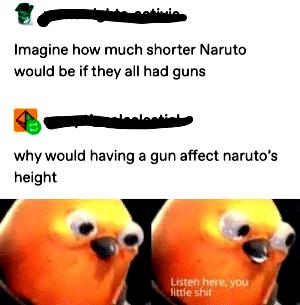 Imagine how much shorter Naruto
would be if they all had guns
why would having a gun affect naruto's
height
Listen here, you
little shit